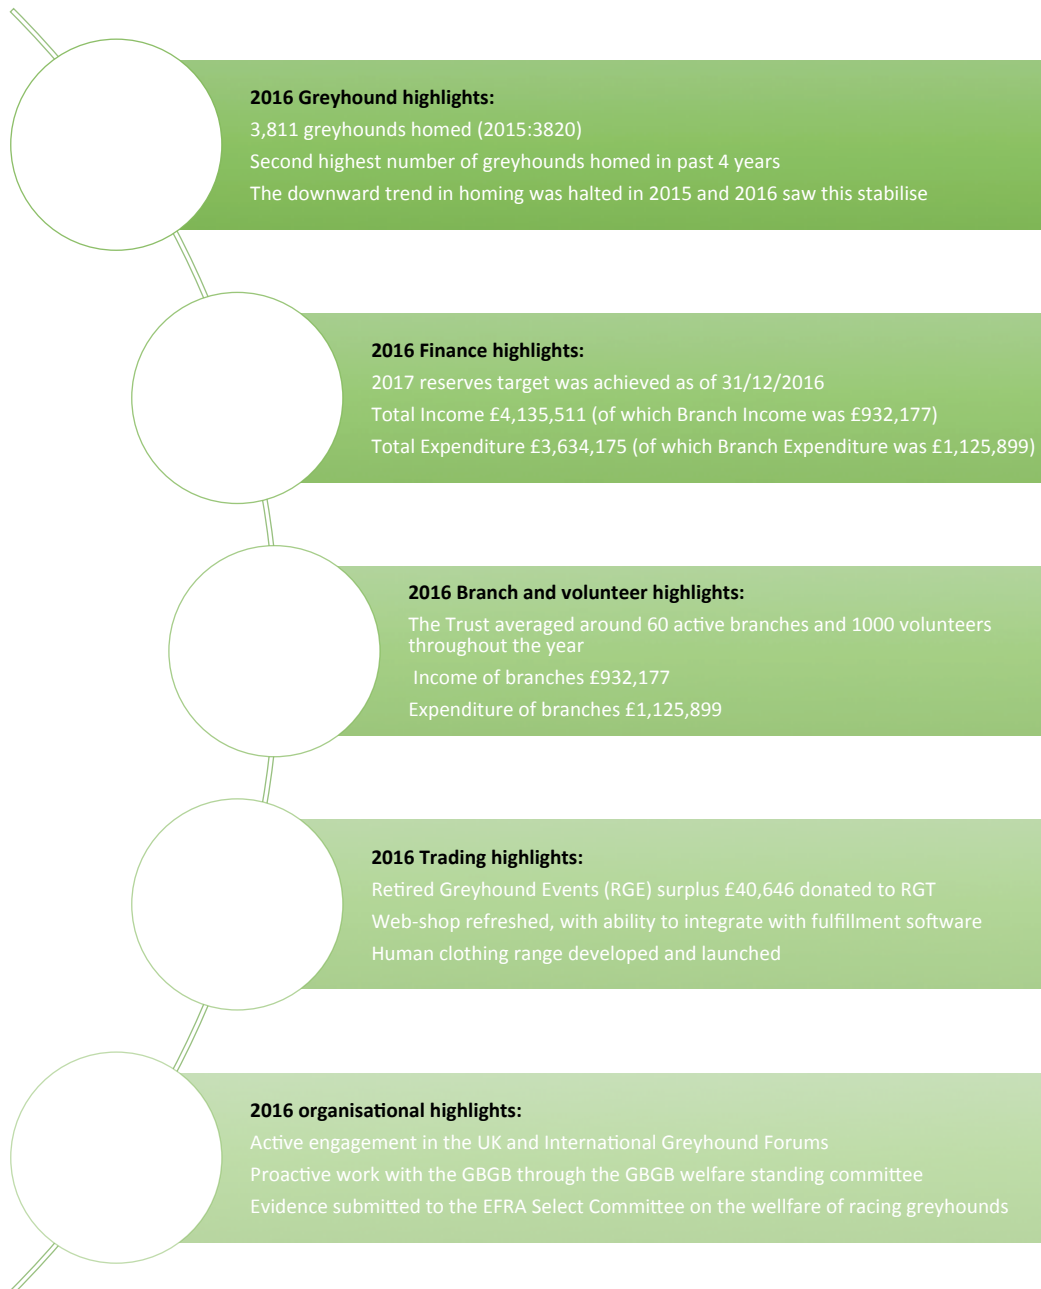 2016 Greyhound highlights:
3,811 greyhounds homed (2015:3820)
Second highest number of greyhounds homed in past 4 years
The downward trend in homing was halted in 2015 and 2016 saw this stabilise
2016 Finance highlights:
2017 reserves target was achieved as of 31/12/2016
Total Income £4,135,511 (of which Branch Income was £932,177)
Total Expenditure £3,634,175 (of which Branch Expenditure was £1,125,899)
2016 Branch and volunteer highlights:
The Trust averaged around 60 active branches and 1000 volunteers
throughout the year
Income of branches £932,177
Expenditure of branches £1,125,899
2016 Trading highlights:
Retired Greyhound Events (RGE) surplus £40,646 donated to RGT
Web-shop refreshed, with ability to integrate with fulfillment software
Human clothing range developed and launched
2016 organisational highlights:
Active engagement in the UK and International Greyhound Forums
Proactive work with the GBGB through the GBGB welfare standing committee
Evidence submitted to the EFRA Select Committee on the wellfare of racing greyhounds